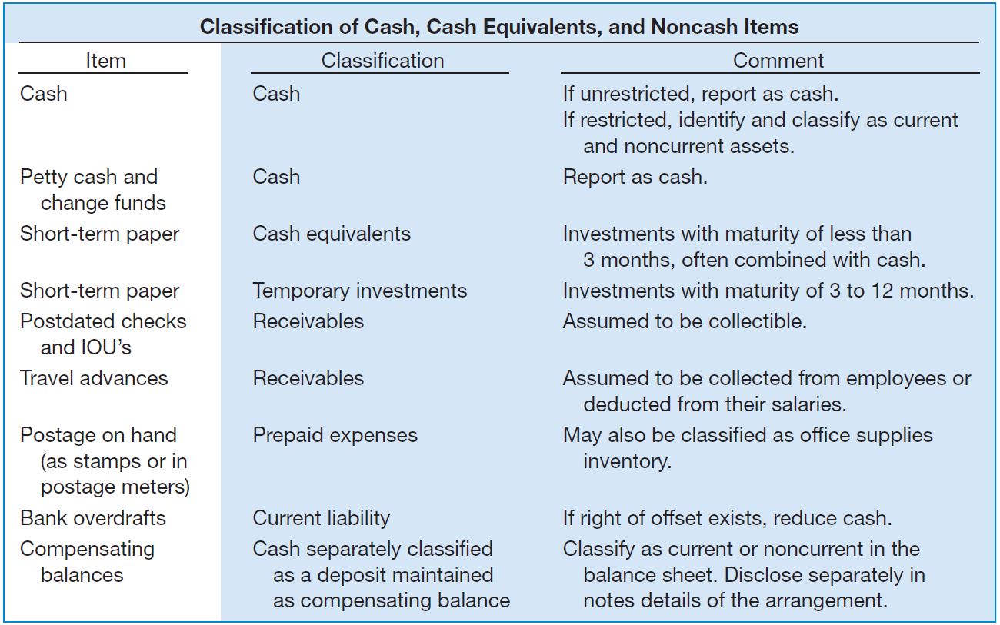 Classification of Cash, Cash Equivalents, and Noncash Items
Item Classification Comment
Cash Cash If unrestricted, report as cash.
If restricted, identify and classify as current
and noncurrent assets.
Petty cash and Cash Report as cash.
change funds
Short-term paper Cash equivalents Investments with maturity of less than
3 months, often combined with cash.
Short-term paper Temporary investments Investments with maturity of 3 to 12 months.
Postdated checks Receivables Assumed to be collectible.
and IOU’s
Travel advances Receivables Assumed to be collected from employees or
deducted from their salaries.
Postage on hand Prepaid expenses May also be classified as office supplies
(as stamps or in inventory.
postage meters)
Bank overdrafts Current liability If right of offset exists, reduce cash.
Compensating Cash separately classified Classify as current or noncurrent in the
balances as a deposit maintained balance sheet. Disclose separately in
as compensating balance notes details of the arrangement.